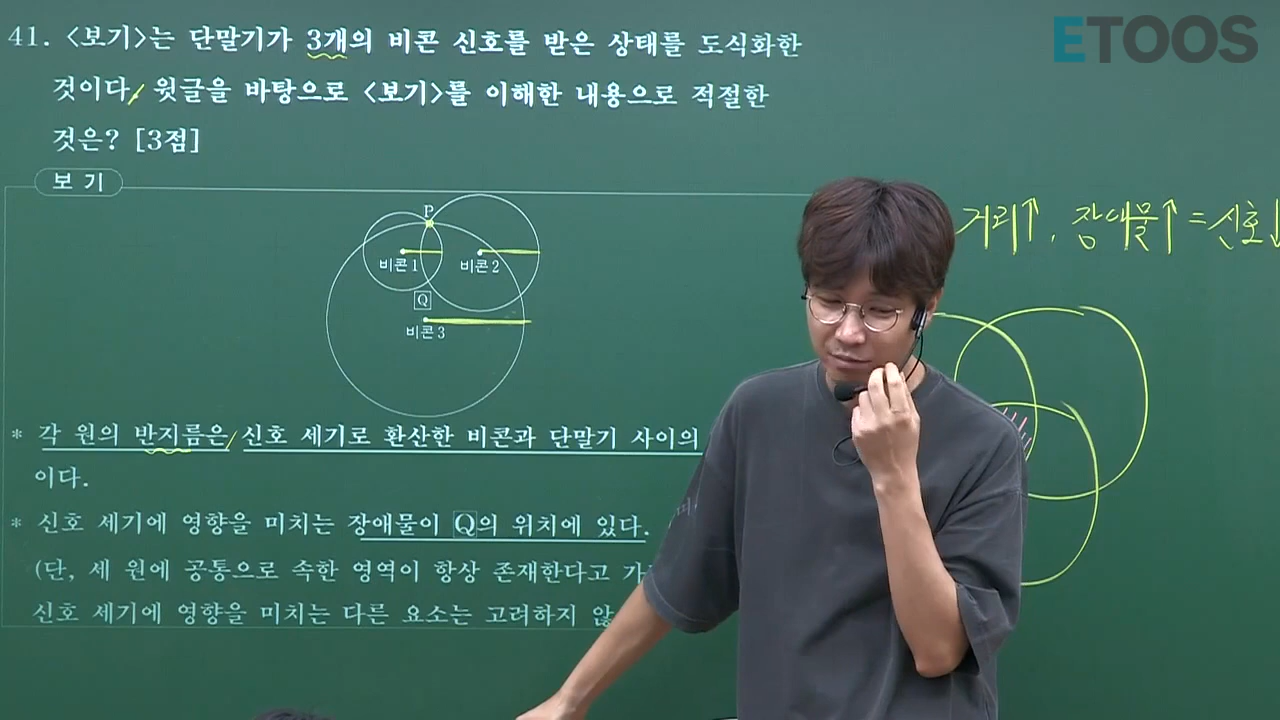 ETOOS
41. <보기>는 단말기가 3개의 비콘 신호를 받은 상태를 도식화한
것이다. 윗글을 바탕으로 <보기>를 이해한 내용으로 적절한
것은? [3점]
보 기
P
비콘 1
비콘 2
Q
비콘 3
거리↑, 장애물↑ = 신호↓
* 각 원의 반지름은 신호 세기로 환산한 비콘과 단말기 사이의
이다.
* 신호 세기에 영향을 미치는 장애물이 Q의 위치에 있다.
(단, 세 원에 공통으로 속한 영역이 항상 존재한다고
신호 세기에 영향을 미치는 다른 요소는 고려하지